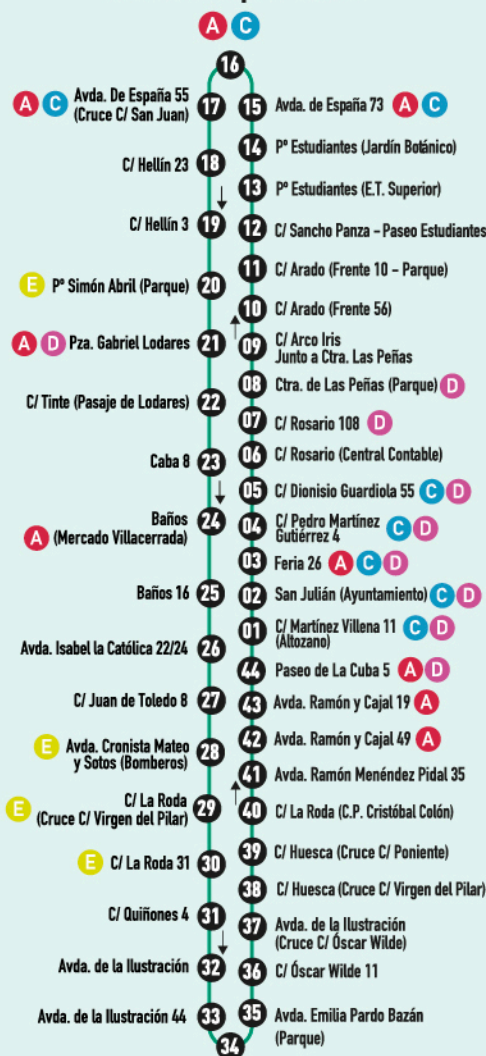 A C
16
A C Avda. De España 55
(Cruce C/ San Juan) 17
15 Avda. de España 73 A C
14 Pº Estudiantes (Jardín Botánico)
C/ Hellín 23 18
13 Pº Estudiantes (E.T. Superior)
C/ Hellín 3 19
12 C/ Sancho Panza – Paseo Estudiantes
11 C/ Arado (Frente 10 – Parque)
E Pº Simón Abril (Parque) 20
10 C/ Arado (Frente 56)
A D Pza. Gabriel Lodares 21
09 C/ Arco Iris
Junto a Ctra. Las Peñas
08 Ctra. de Las Peñas (Parque) D
C/ Tinte (Pasaje de Lodares) 22
07 C/ Rosario 108 D
06 C/ Rosario (Central Contable)
Caba 8 23
05 C/ Dionisio Guardiola 55 C D
A Baños
(Mercado Villacerrada) 24
04 C/ Pedro Martínez
Gutiérrez 4 C D
03 Feria 26 A C D
Baños 16 25
02 San Julián (Ayuntamiento) C D
01 C/ Martínez Villena 11
(Altozano) C D
Avda. Isabel la Católica 22/24 26
44 Paseo de La Cuba 5 A D
C/ Juan de Toledo 8 27
43 Avda. Ramón y Cajal 19 A
42 Avda. Ramón y Cajal 49 A
E Avda. Cronista Mateo
y Sotos (Bomberos) 28
41 Avda. Ramón Menéndez Pidal 35
E C/ La Roda
(Cruce C/ Virgen del Pilar) 29
40 C/ La Roda (C.P. Cristóbal Colón)
39 C/ Huesca (Cruce C/ Poniente)
E C/ La Roda 31 30
38 C/ Huesca (Cruce C/ Virgen del Pilar)
C/ Quiñones 4 31
37 Avda. de la Ilustración
(Cruce C/ Óscar Wilde)
Avda. de la Ilustración 32
36 C/ Óscar Wilde 11
Avda. de la Ilustración 44 33
35 Avda. Emilia Pardo Bazán
(Parque)
34